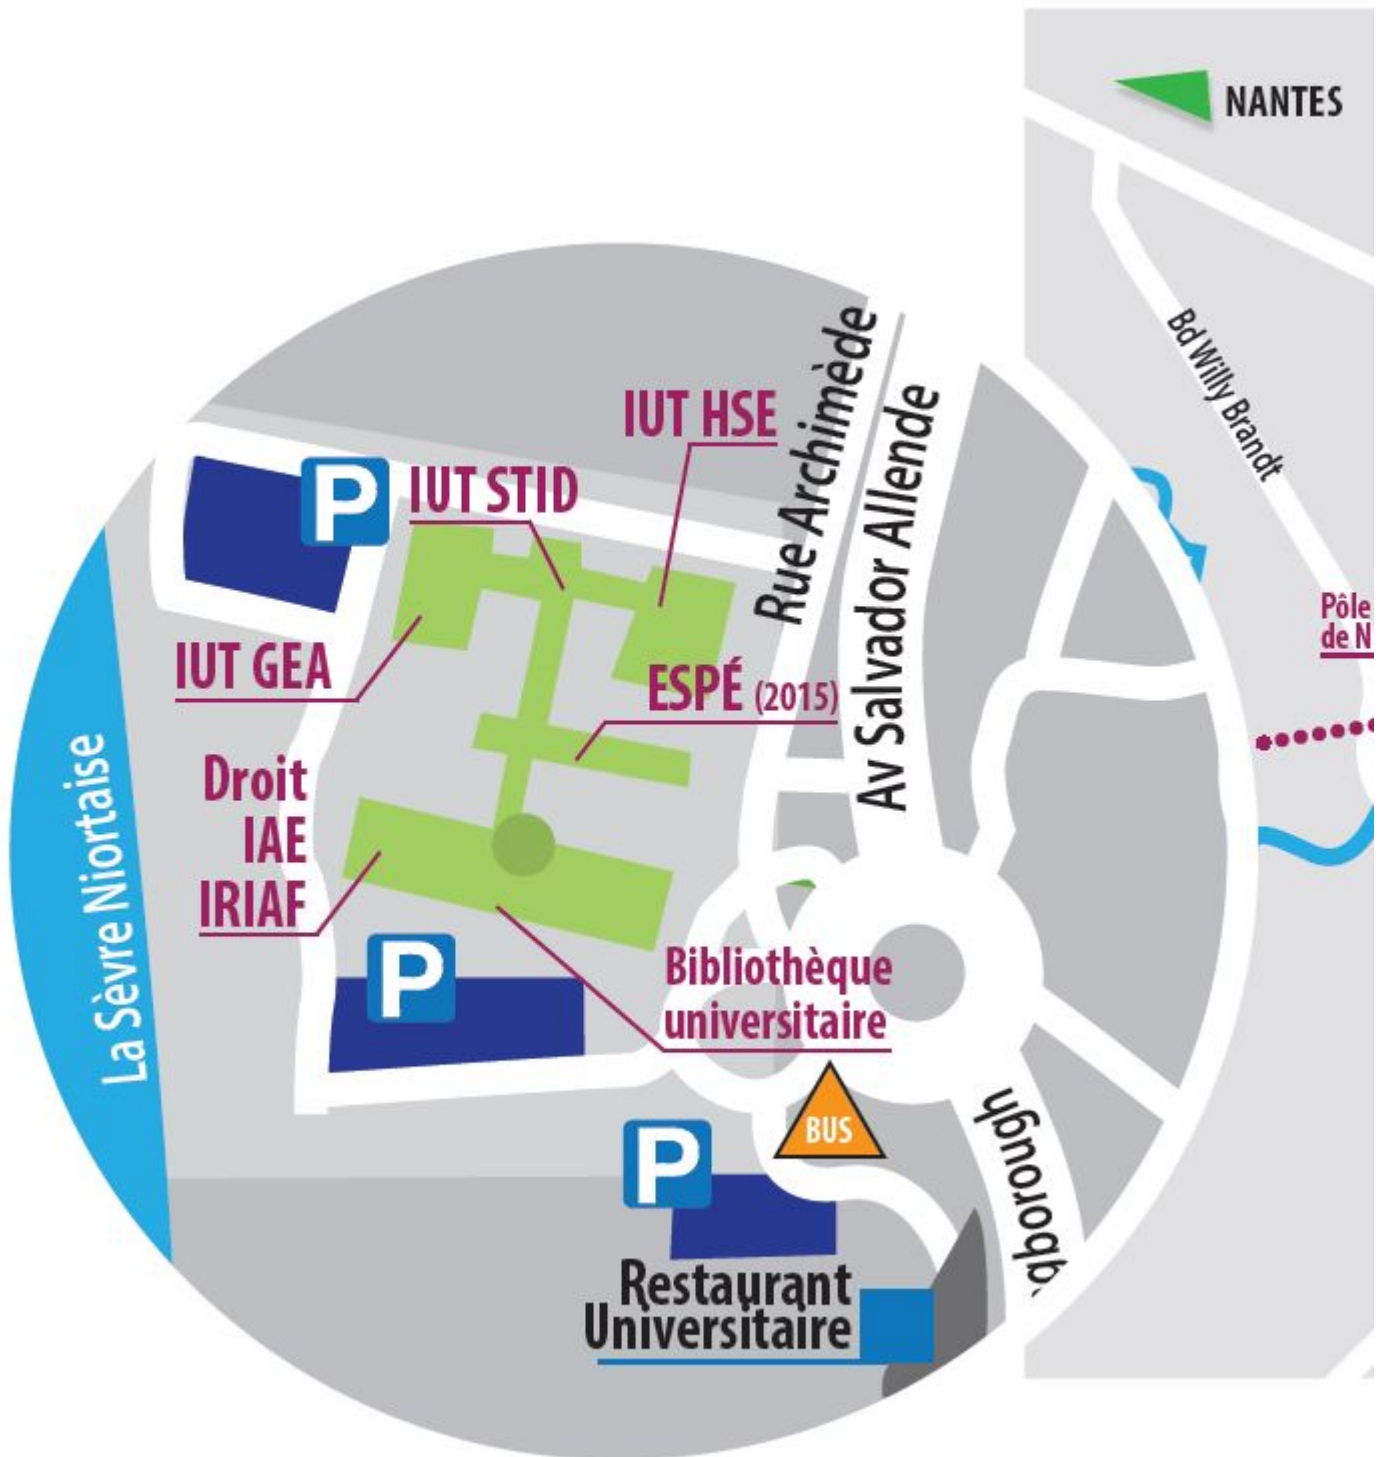 NANTES
Bd Willy Brandt
Rue Archimède
Av Salvador Allende
IUT HSE
P
IUT STID
Pôle
de N
IUT GEA
ESPÉ (2015)
La Sèvre Niortaise
Droit
IAE
IRIAF
P
Bibliothèque
universitaire
BUS
P
Restaurant
Universitaire